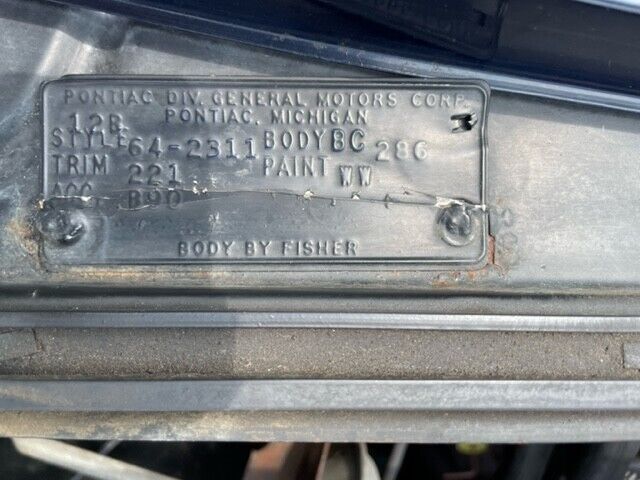 PONTIAC DIV. GENERAL MOTORS CORP.
PONTIAC, MICHIGAN
12B
STYLE 64-2311 BODY BC 286
TRIM 221 PAINT WW
ACC. B90
BODY BY FISHER